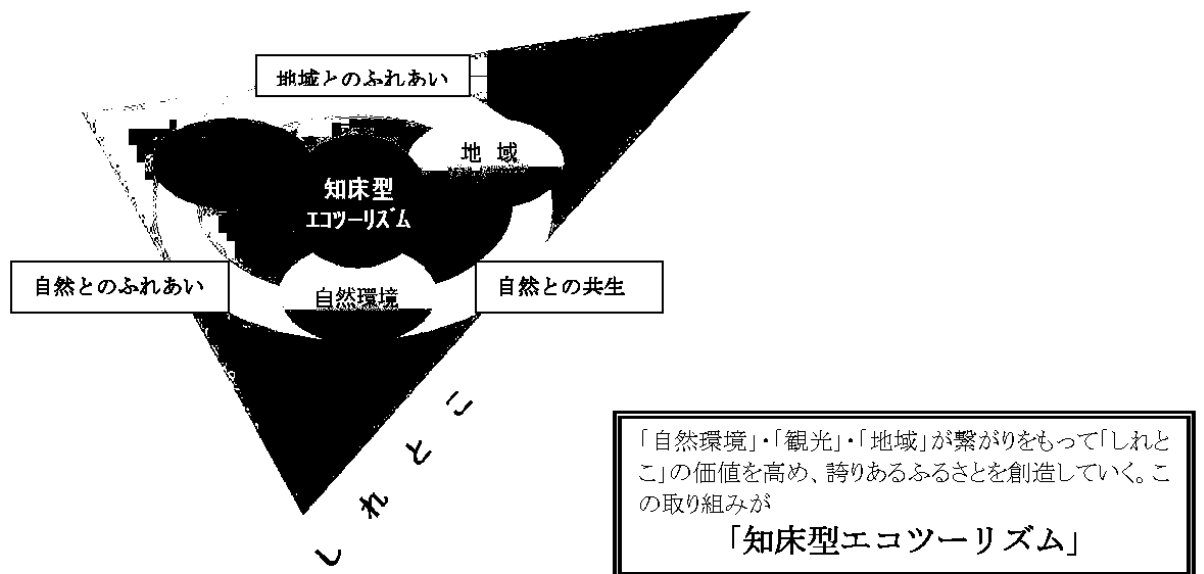 地域とのふれあい
地 域
知床型
エコツーリズム
自然とのふれあい
自然環境
自然との共生
しれとこ
「自然環境」・「観光」・「地域」が繋がりをもって「しれと
こ」の価値を高め、誇りあるふるさとを創造していく。こ
の取り組みが
「知床型エコツーリズム」